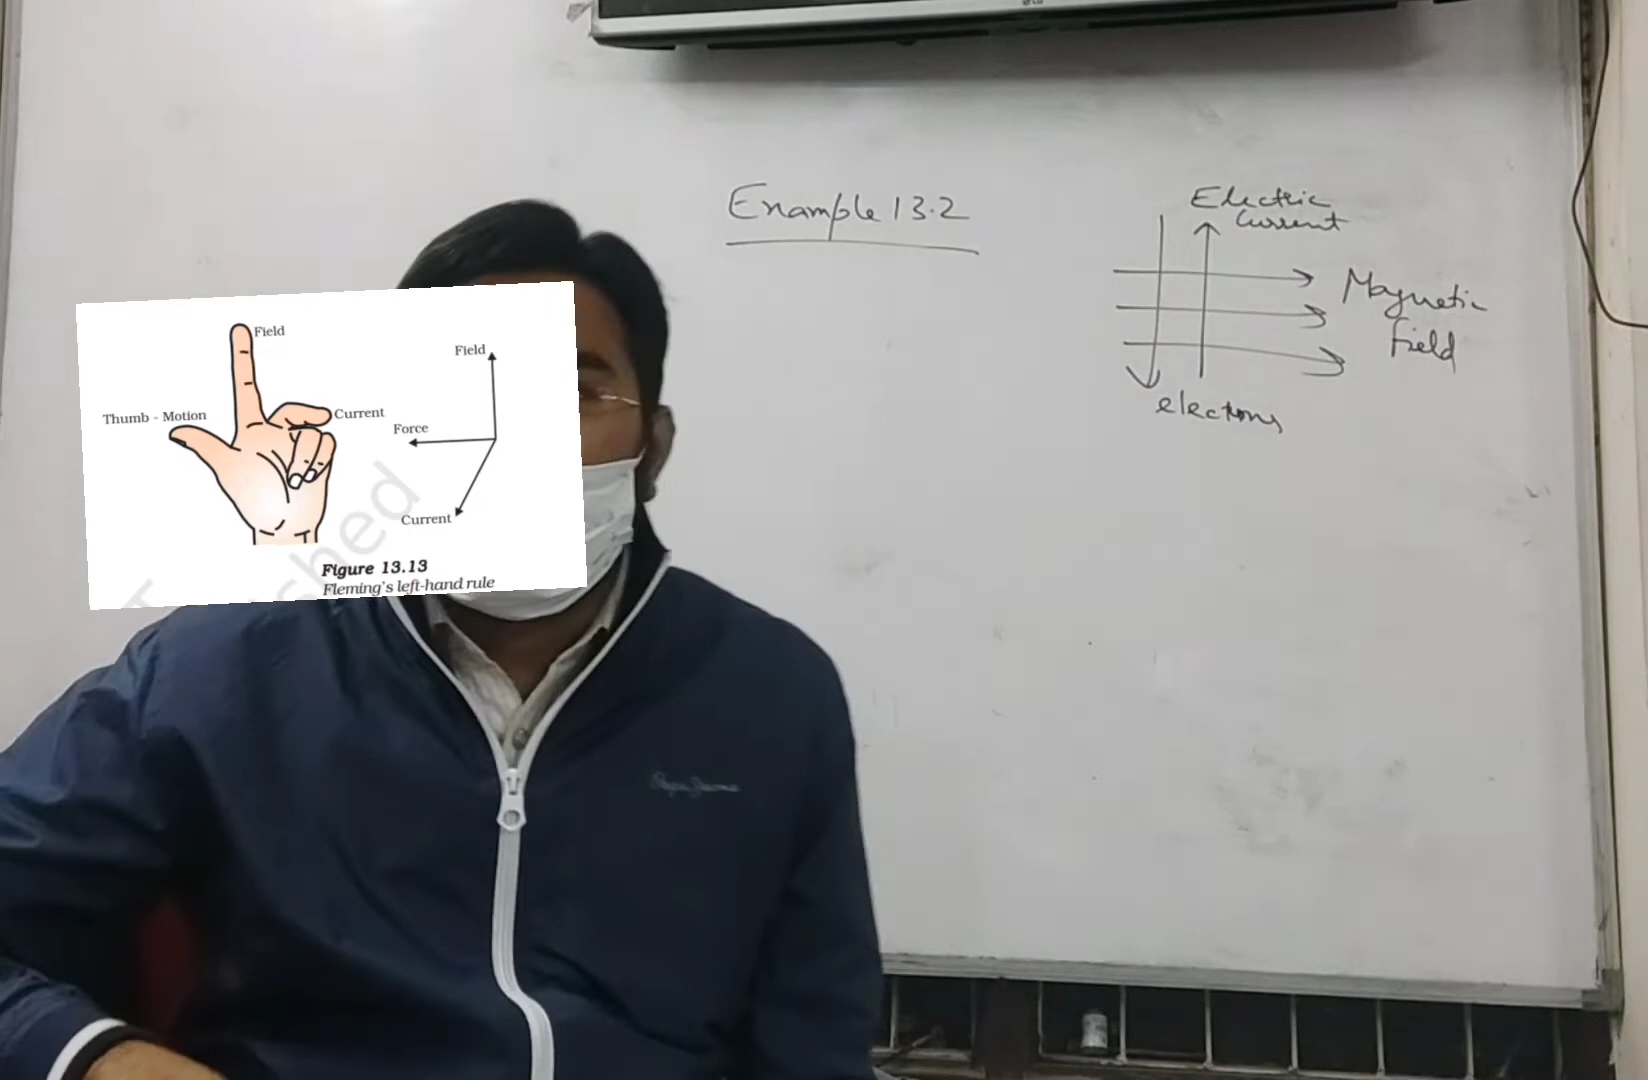 Example 13.2
Electric
Current
Magnetic
field
electrons
Field
Thumb - Motion
Current
Field
Force
Current
Figure 13.13
Fleming's left-hand rule